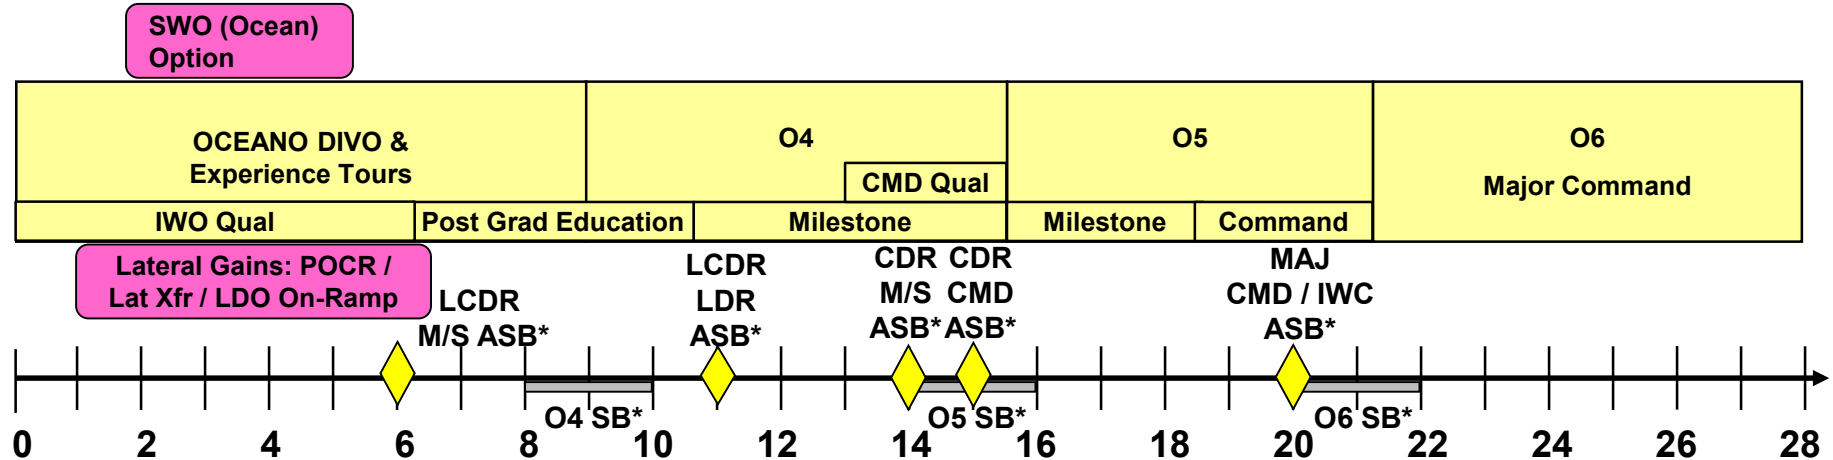 SWO (Ocean)
Option
OCEANO DIVO &
Experience Tours
O4
O5
O6
Major Command
CMD Qual
IWO Qual
Post Grad Education
Milestone
Milestone
Command
Lateral Gains: POCR /
Lat Xfr / LDO On-Ramp
LCDR
M/S ASB*
LCDR
LDR
ASB*
CDR
M/S
ASB*
CDR
CMD
ASB*
MAJ
CMD / IWC
ASB*
O4 SB*
O5 SB*
O6 SB*
0 2 4 6 8 10 12 14 16 18 20 22 24 26 28